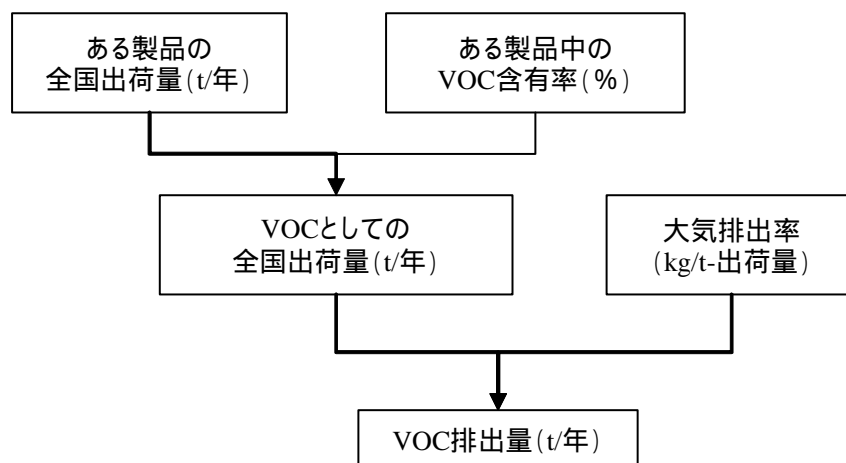 ある製品の
全国出荷量(t/年)
ある製品中の
VOC含有率(%)
VOCとしての
全国出荷量(t/年)
大気排出率
(kg/t-出荷量)
VOC排出量(t/年)